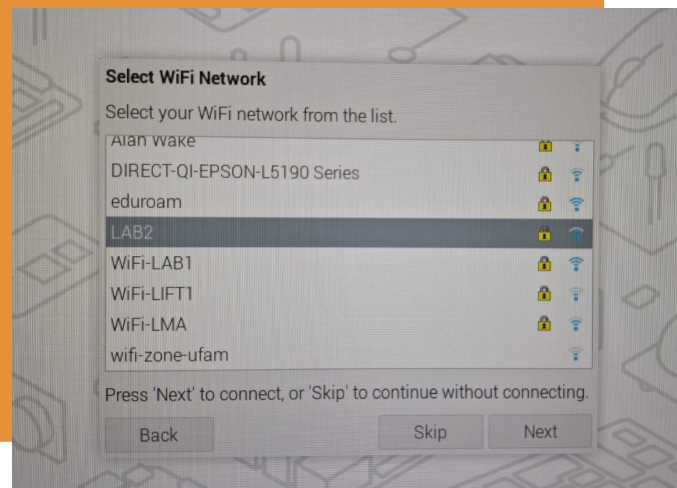 Select WiFi Network
Select your WiFi network from the list.
Alan Wake
DIRECT-QI-EPSON-L5190 Series
eduroam
LAB2
WiFi-LAB1
WiFi-LIFT1
WiFi-LMA
wifi-zone-ufam
Press 'Next' to connect, or 'Skip' to continue without connecting.
Back Skip Next